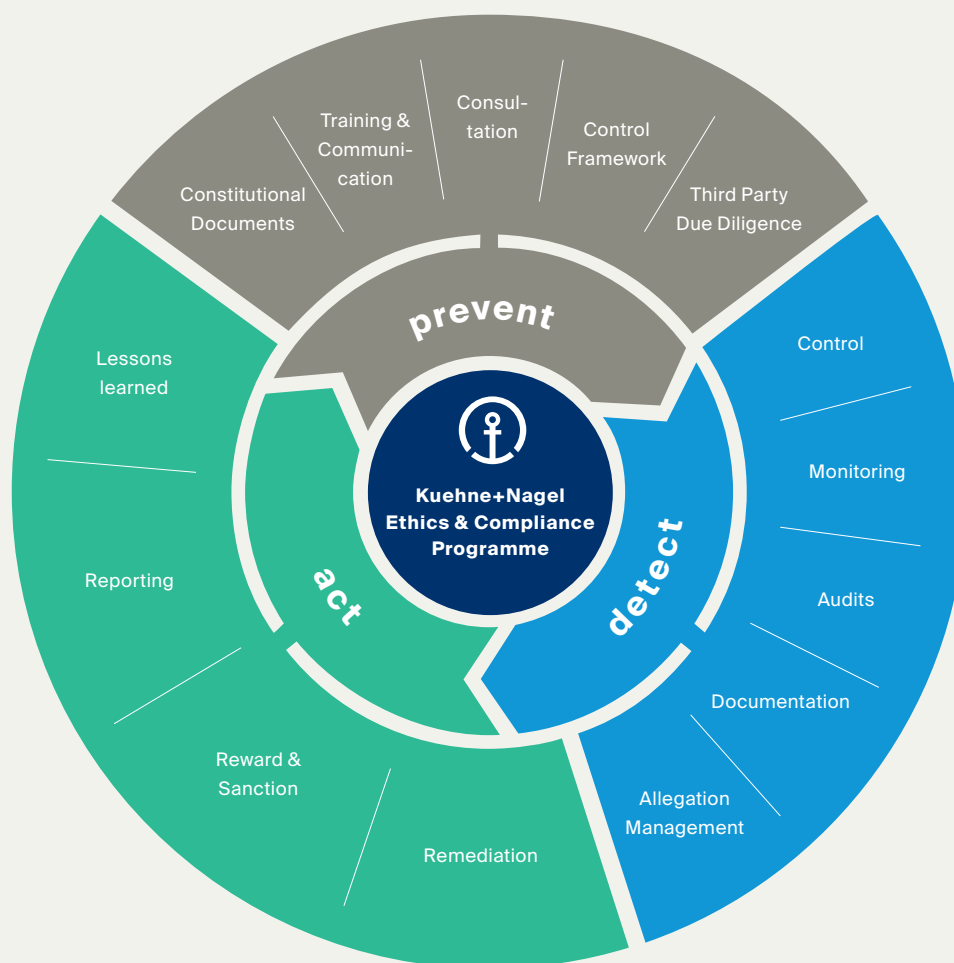 Consul-
tation
Training &
Communi-
cation
Control
Framework
Constitutional
Documents
Third Party
Due Diligence
prevent
Lessons
learned
Control
Monitoring
Kuehne+Nagel
Ethics & Compliance
Programme
detect
act
Reporting
Audits
Documentation
Reward &
Sanction
Allegation
Management
Remediation